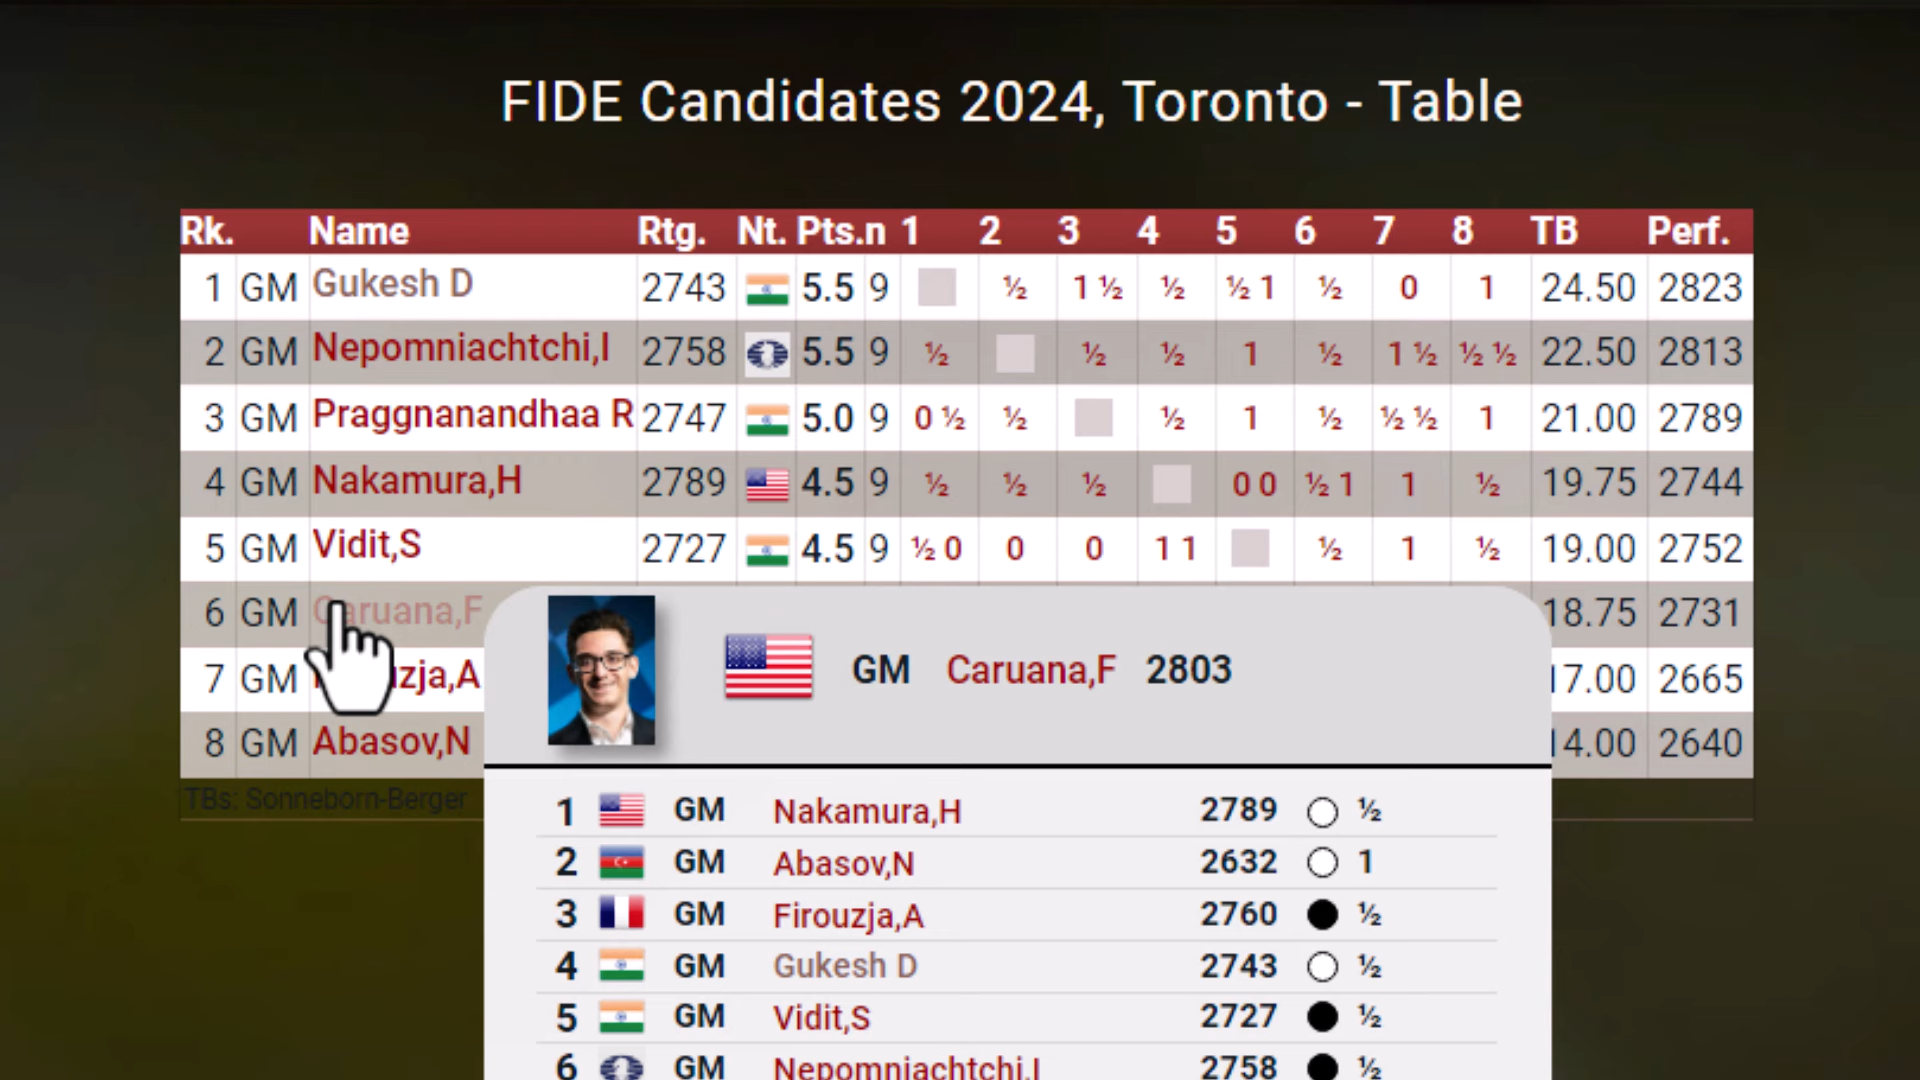 FIDE Candidates 2024, Toronto - Table
Rk. Name Rtg. Nt. Pts. n 1 2 3 4 5 6 7 8 TB Perf.
1 GM Gukesh D 2743 5.5 9 ½ 1 ½ ½ ½ 1 ½ 0 1 24.50 2823
2 GM Nepomniachtchi,I 2758 5.5 9 ½ ½ ½ 1 ½ 1 ½ ½ ½ 22.50 2813
3 GM Praggnanandhaa R 2747 5.0 9 0 ½ ½ ½ 1 ½ ½ ½ 1 21.00 2789
4 GM Nakamura,H 2789 4.5 9 ½ ½ ½ 0 0 ½ 1 1 ½ 19.75 2744
5 GM Vidit,S 2727 4.5 9 ½ 0 0 0 1 1 ½ 1 ½ 19.00 2752
6 GM Caruana,F 18.75 2731
7 GM 17.00 2665
8 GM Abasov,N 14.00 2640
TBs: Sonneborn-Berger
GM Caruana,F 2803
1 GM Nakamura,H 2789 ½
2 GM Abasov,N 2632 1
3 GM Firouzja,A 2760 ½
4 GM Gukesh D 2743 ½
5 GM Vidit,S 2727 ½
6 GM Nepomniachtchi,I 2758 ½